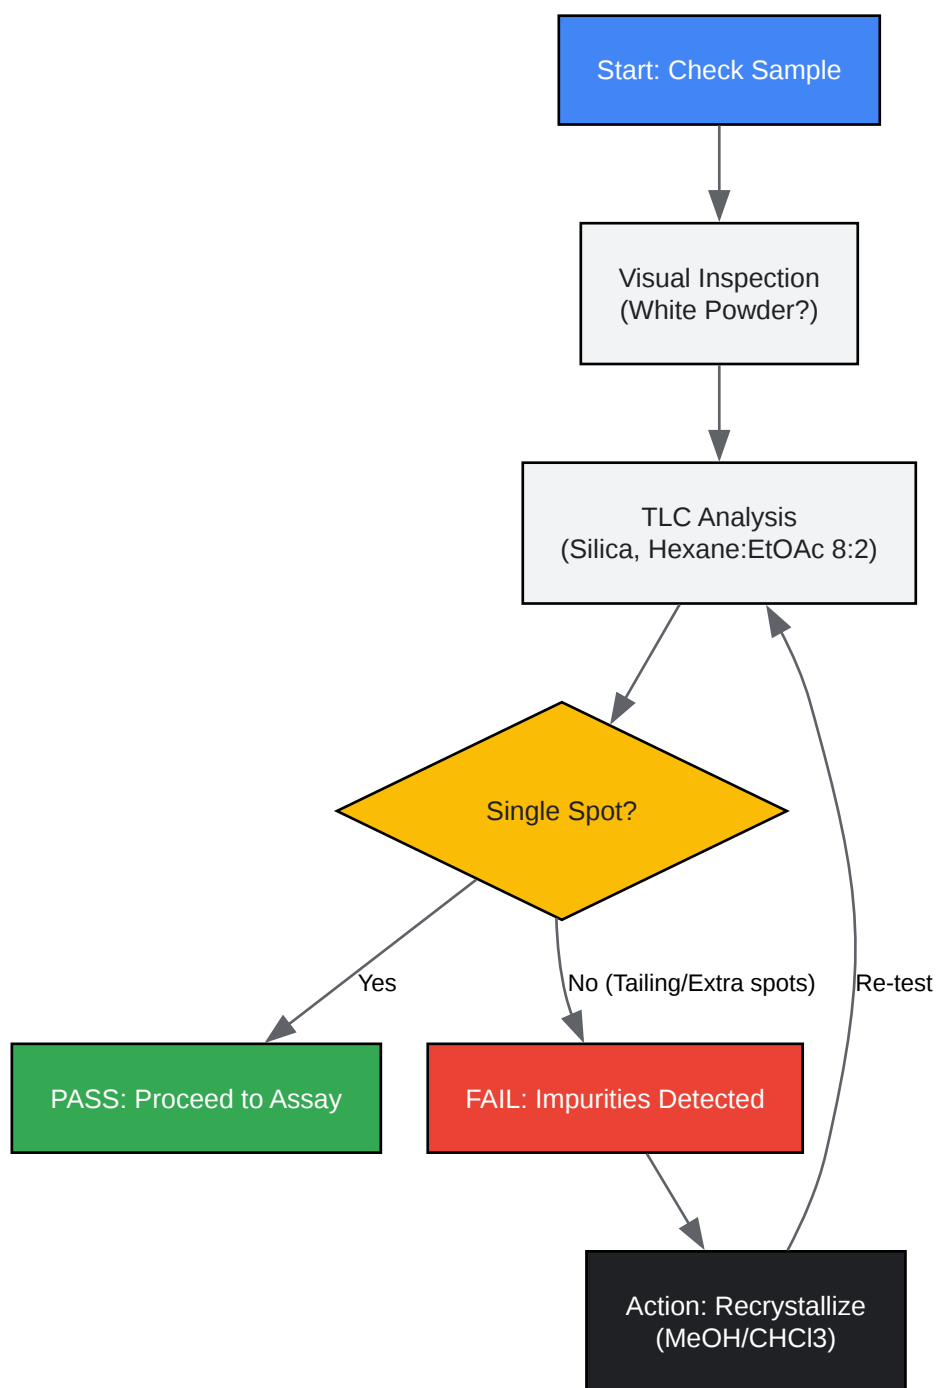 Start: Check Sample
Visual Inspection
(White Powder?)
TLC Analysis
(Silica, Hexane:EtOAc 8:2)
Single Spot?
Yes
No (Tailing/Extra spots)
Re-test
PASS: Proceed to Assay
FAIL: Impurities Detected
Action: Recrystallize
(MeOH/CHCl3)